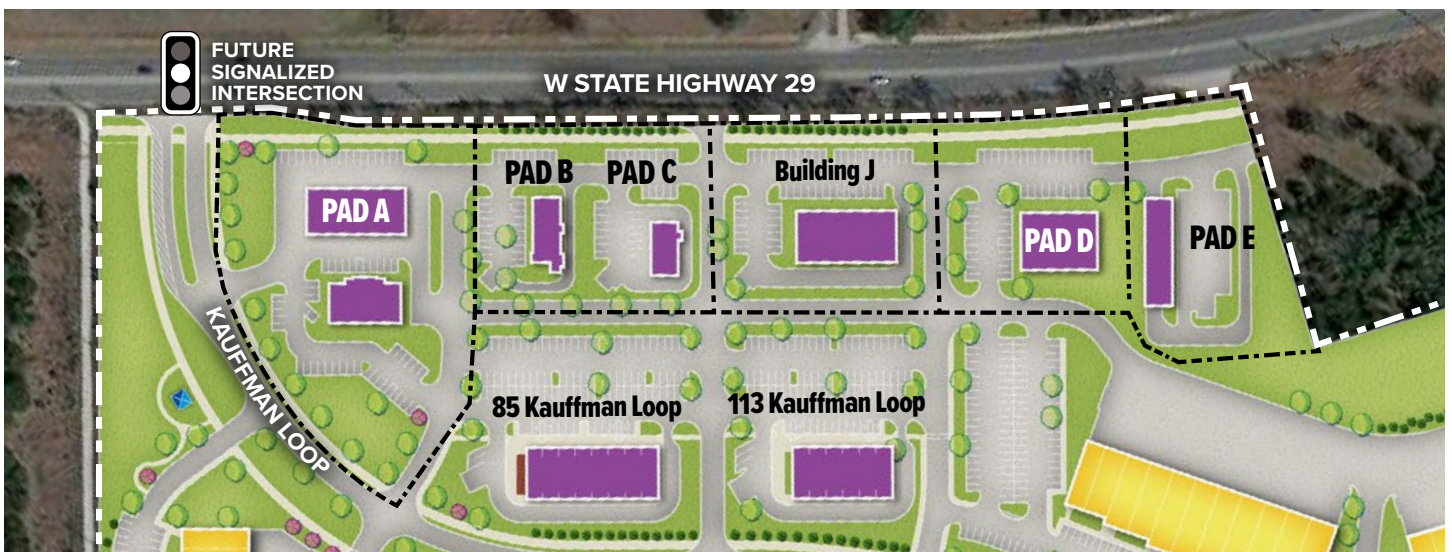 FUTURE
SIGNALIZED
INTERSECTION
W STATE HIGHWAY 29
PAD A
PAD B
PAD C
Building J
PAD D
PAD E
KAUFFMAN LOOP
85 Kauffman Loop
113 Kauffman Loop